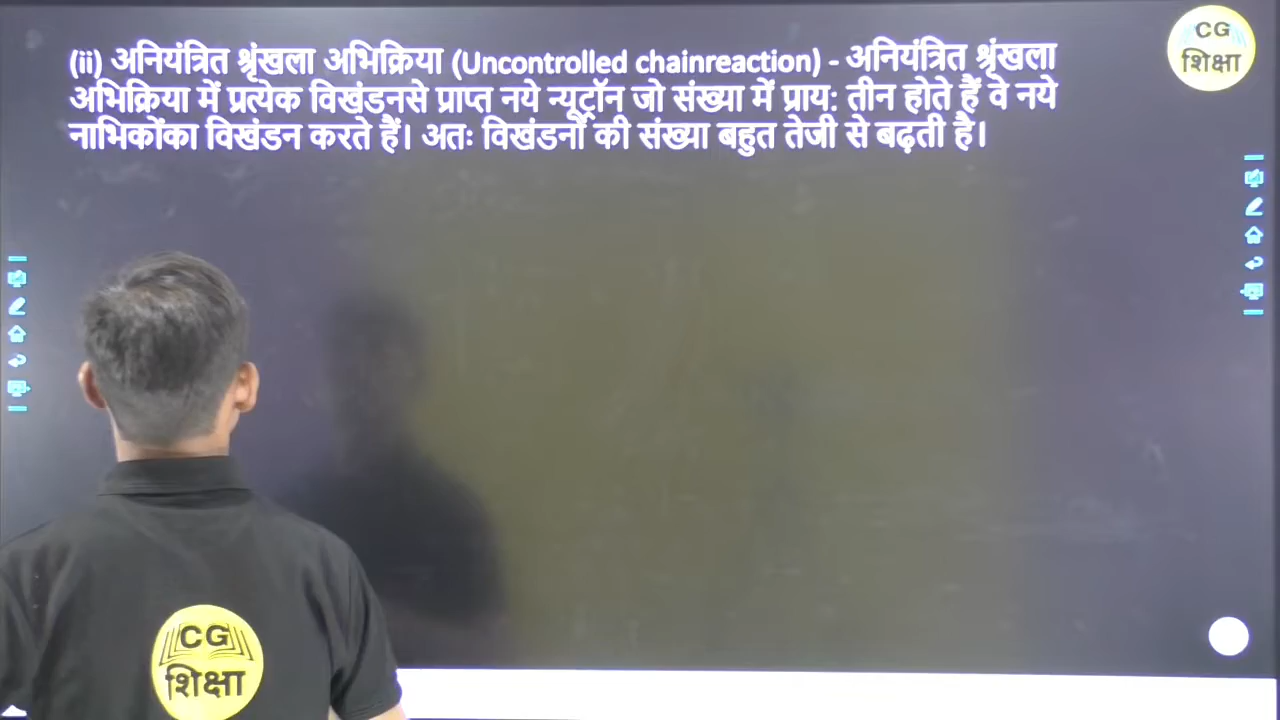 (ii) अनियंत्रित श्रृंखला अभिक्रिया (Uncontrolled chainreaction) - अनियंत्रित श्रृंखला
अभिक्रिया में प्रत्येक विखंडनसे प्राप्त नये न्यूट्रॉन जो संख्या में प्राय: तीन होते हैं वे नये
नाभिकोंका विखंडन करते हैं। अतः विखंडनों की संख्या बहुत तेजी से बढ़ती है।
CG
शिक्षा
CG
शिक्षा